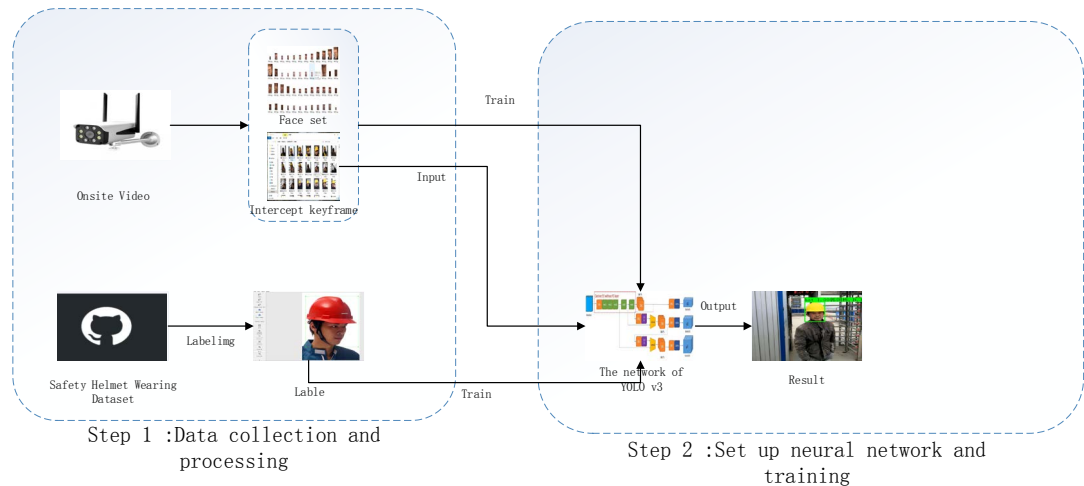 Train
Face set
Input
Onsite Video
Intercept keyframe
Output
Labelimg
The network of
YOLO v3
Result
Safety Helmet Wearing
Dataset
Lable
Train
Step 1 :Data collection and
processing
Step 2 :Set up neural network and
training